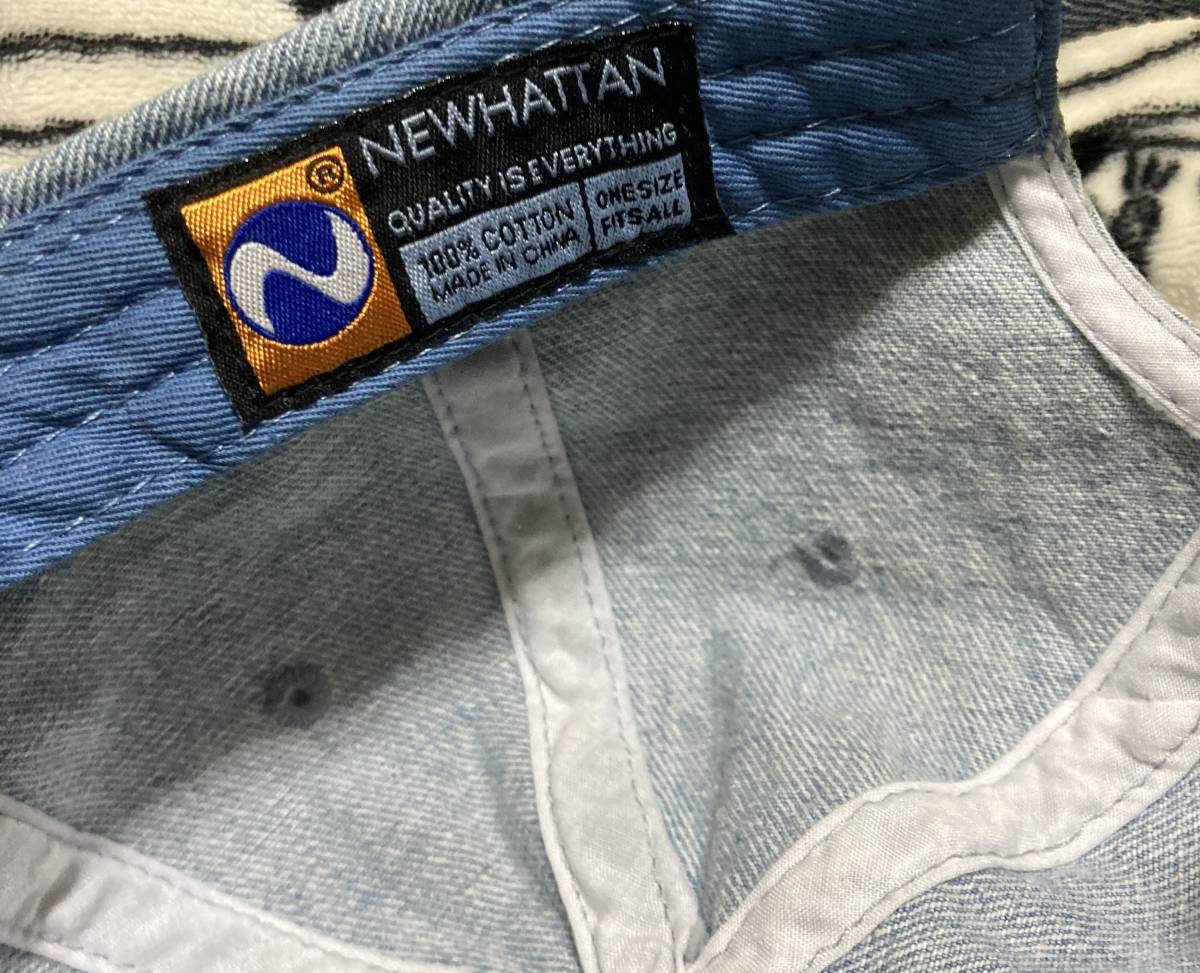 ®
NEWHATTAN
QUALITY IS EVERYTHING
100% COTTON
MADE IN CHINA
ONE SIZE
FITS ALL